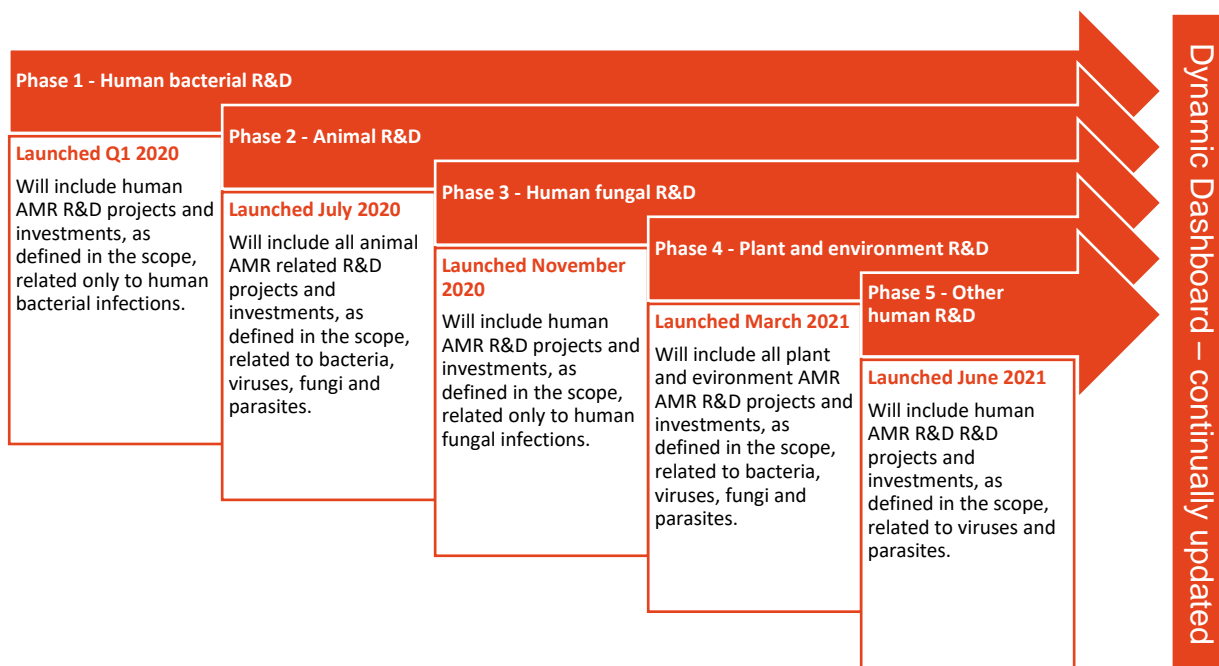 Phase 1 - Human bacterial R&D
Launched Q1 2020
Will include human
AMR R&D projects and
investments, as
defined in the scope,
related only to human
bacterial infections.
Phase 2 - Animal R&D
Launched July 2020
Will include all animal
AMR related R&D
projects and
investments, as
defined in the scope,
related to bacteria,
viruses, fungi and
parasites.
Phase 3 - Human fungal R&D
Launched November
2020
Will include human
AMR R&D projects and
investments, as
defined in the scope,
related only to human
fungal infections.
Phase 4 - Plant and environment R&D
Launched March 2021
Will include all plant
and evironment AMR
AMR R&D projects and
investments, as
defined in the scope,
related to bacteria,
viruses, fungi and
parasites.
Phase 5 - Other
human R&D
Launched June 2021
Will include human
AMR R&D R&D
projects and
investments, as
defined in the scope,
related to viruses and
parasites.
Dynamic Dashboard – continually updated